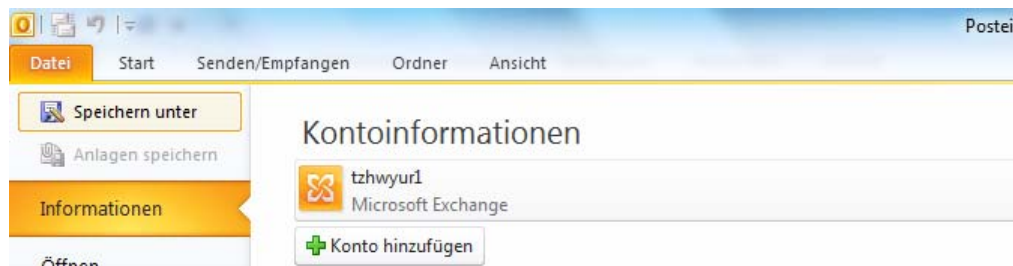 Postei
Datei Start Senden/Empfangen Ordner Ansicht
Speichern unter
Anlagen speichern
Informationen
Öffnen
Kontoinformationen
tzhwyur1
Microsoft Exchange
Konto hinzufügen